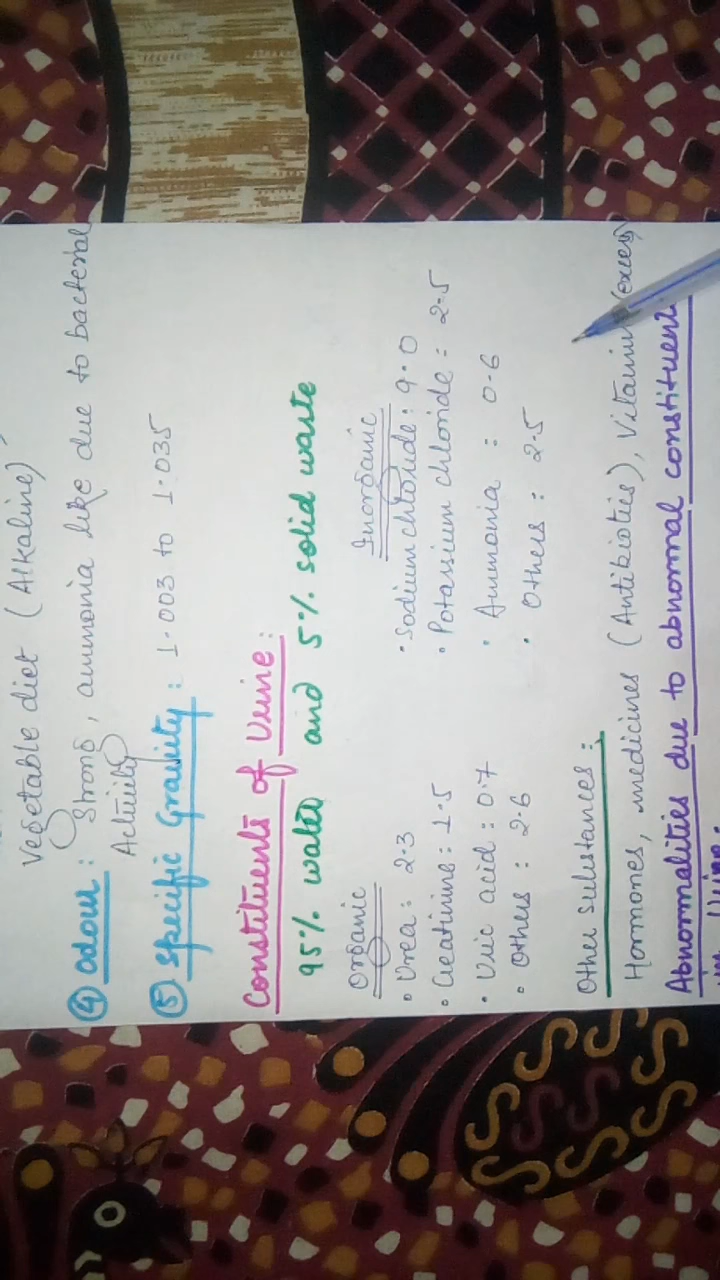 Vegetable diet (Alkaline)
④ Odour : Strong, ammonia like due to bacterial
Activity
⑤ Specific Gravity : 1.003 to 1.035
Constituents of Urine :
95% water and 5% solid waste
Organic
• Urea : 2.3
• Creatinine : 1.5
• Uric acid : 0.7
• Others : 2.6
Inorganic
• Sodium chloride : 9.0
• Potassium chloride : 2.5
• Ammonia : 0.6
• Others : 2.5
Other substances :
Hormones, medicines (Antibiotics), Vitamin (excess)
Abnormalities due to abnormal constituent
in Urine.